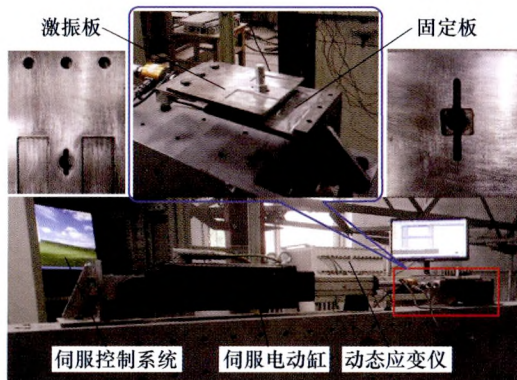 激振板
固定板
伺服控制系统
伺服电动缸
动态应变仪